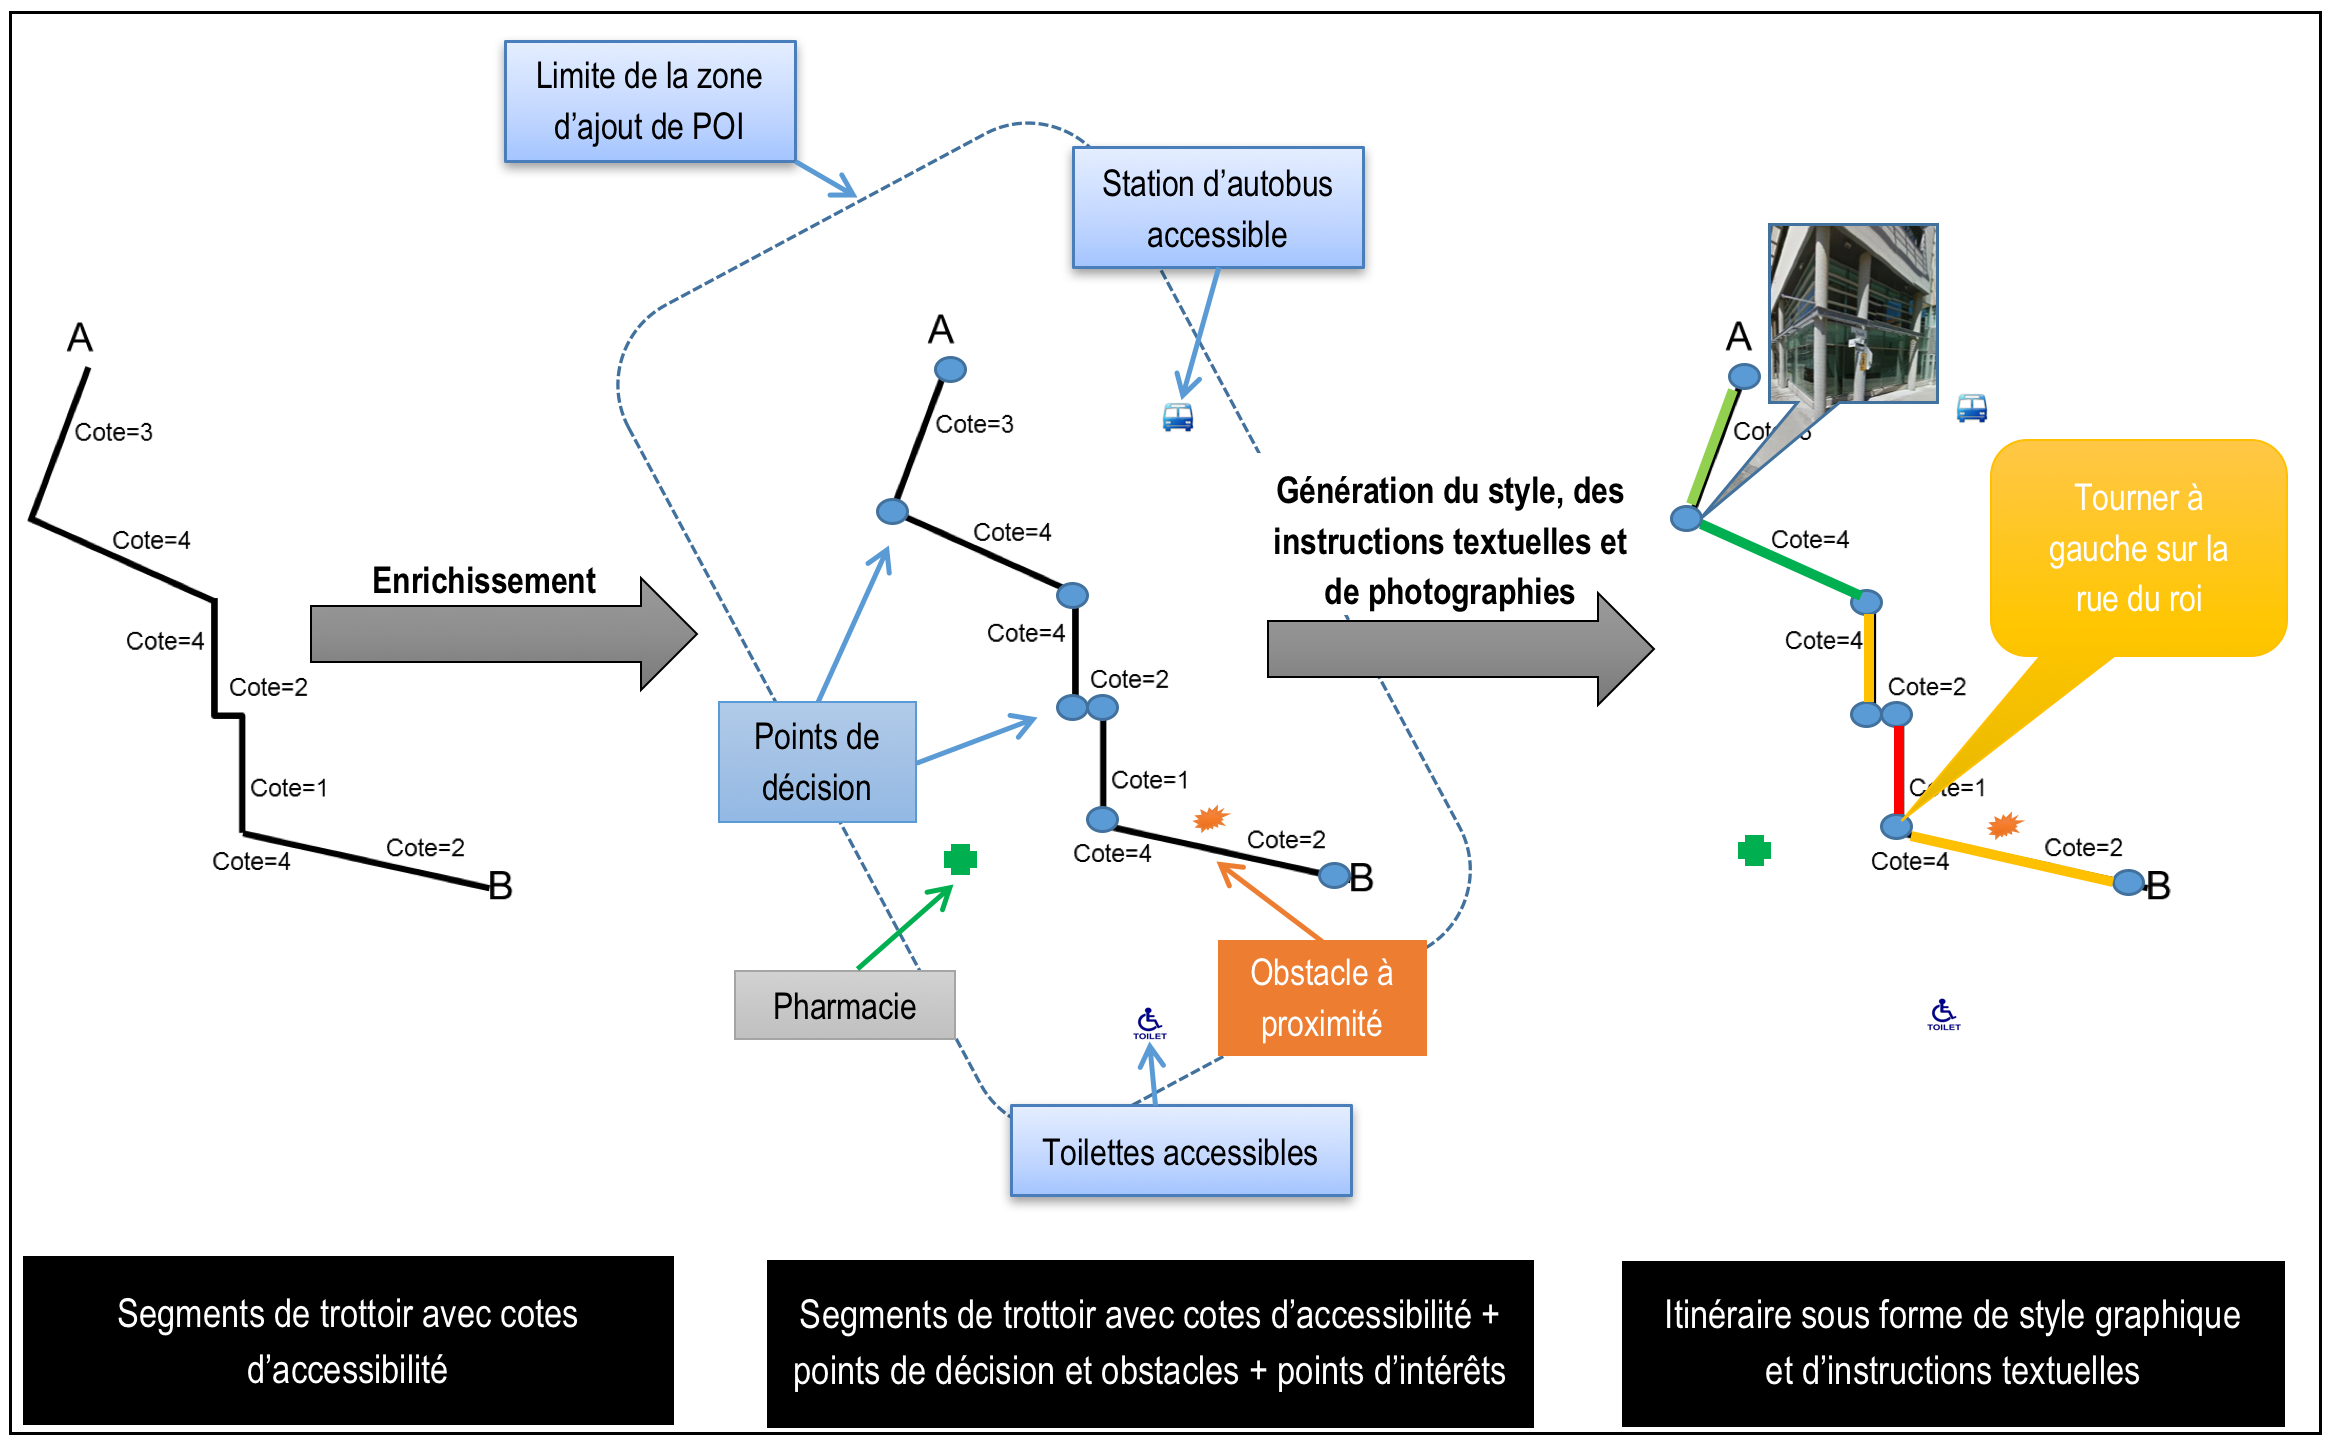 Limite de la zone
d’ajout de POI
Station d’autobus
accessible
A
Cote=3
Cote=4
Cote=4
Cote=2
Cote=1
Cote=4
Cote=2
B
Enrichissement
A
Cote=3
Cote=4
Cote=4
Cote=2
Cote=1
Cote=4
Cote=2
B
Points de
décision
Pharmacie
TOILET
Obstacle à
proximité
Toilettes accessibles
Génération du style, des
instructions textuelles et
de photographies
A
Cote=4
Cote=4
Cote=2
Cote=1
Cote=4
Cote=2
B
Tourner à
gauche sur la
rue du roi
TOILET
Segments de trottoir avec cotes
d’accessibilité
Segments de trottoir avec cotes d’accessibilité +
points de décision et obstacles + points d’intérêts
Itinéraire sous forme de style graphique
et d’instructions textuelles